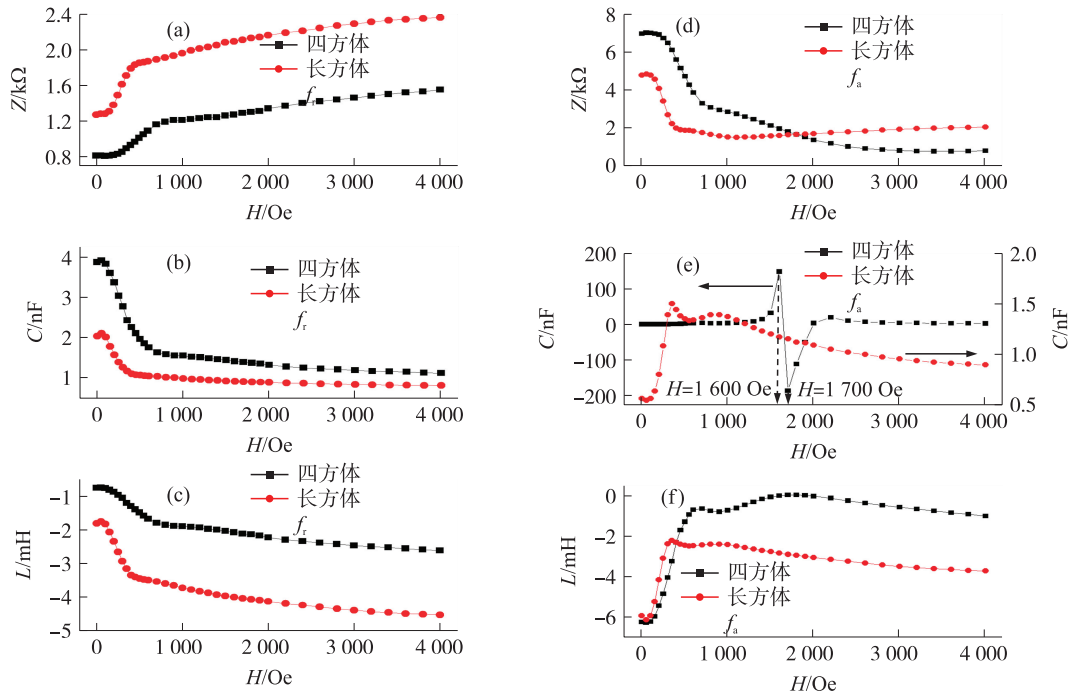 (a)
四方体
长方体
f
Z/kΩ
2.4
2.0
1.6
1.2
0.8
0
1 000
2 000
3 000
4 000
H/Oe
(b)
四方体
长方体
fr
C/nF
4
3
2
1
0
1 000
2 000
3 000
4 000
H/Oe
(c)
四方体
长方体
fr
L/mH
-1
-2
-3
-4
-5
0
1 000
2 000
3 000
4 000
H/Oe
(d)
四方体
长方体
fa
Z/kΩ
8
6
4
2
0
0
1 000
2 000
3 000
4 000
H/Oe
(e)
四方体
长方体
fa
C/nF
200
100
0
-100
-200
2.0
1.5
1.0
0.5
C/nF
H=1 600 Oe
H=1 700 Oe
0
1 000
2 000
3 000
4 000
H/Oe
(f)
四方体
长方体
fa
L/mH
0
-2
-4
-6
0
1 000
2 000
3 000
4 000
H/Oe